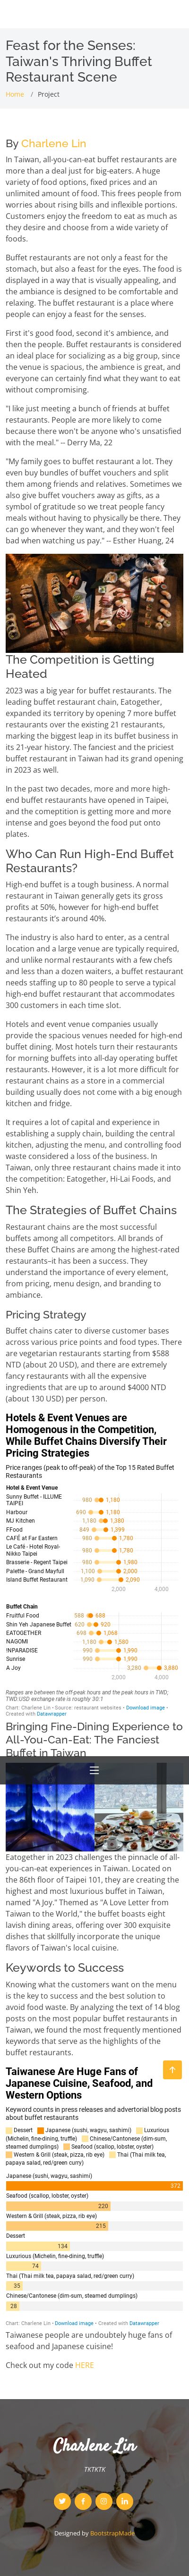 Feast for the Senses:
Taiwan's Thriving Buffet
Restaurant Scene
Home / Project
By Charlene Lin
In Taiwan, all-you-can-eat buffet restaurants are
more than a deal just for big-eaters. A huge
variety of food options, fixed prices and an
unlimited amount of food. This frees people from
worries about rising bills and portion sizes.
Customers enjoy the freedom to eat as much as
they desire and choose from a wide variety of
foods.
Buffet restaurants are not only a feast for the
stomach, but also a feast for the eyes. The food is
displayed in a way that is visually appealing, and
the ambiance is designed to be comfortable and
relaxing. The buffet restaurant is a place where
people can enjoy a feast for the senses.
First it's good food, second it's ambience, and
then the people. Buffet restaurants is considered
an ideal place for socializing as a big group, since
the venue is spacious, the choices are varied, and
everyone can certainly find what they want to eat
without compromising.
"I like going with a bunch of friends at buffet
restaurants. People are more likely to come
because there won't be anyone who's unsatisfied
with the meal." -- Derry Ma, 22
"My family goes to buffet restaurant a lot. They
enjoy using bite of well-off buckets and split
them among friends and relatives. Sometimes we
also give buffet vouchers away as gifts, as a
symbol of gratitude so we treat people fancy
meals without having to physically be there. They
can go whenever they want, and they don't feel
bad when watching us pay." -- Esther Huang, 24
The Competition is Getting
Heated
2023 was a big year for buffet restaurants. The
leading buffet restaurant chain, Eatogether,
expanded its territory by opening 7 more buffet
restaurants among its existing 21 restaurants,
marking the biggest leap in its buffet business in
its 21-year history. The fanciest and the priciest
buffet restaurant in Taiwan had its grand opening
in 2023 as well.
In the past two decades, more and more high-
end buffet restaurants have opened in Taipei,
and the competition is getting more and more
intense and goes beyond the food put onto
plates.
Who Can Run High-End Buffet
Restaurants?
High-end buffet is a tough business. A normal
restaurant in Taiwan generally gets its gross
profits at 50%, however for high-end buffet
restaurants it's around 40%.
The industry is also hard to enter, as a central
kitchen and a large workforce are typically required,
unlike normal restaurants with only a few chefs
and less than two dozen waiters, a buffet restaurant
needs staffing up to 80 people to serve a typical
high-end buffet restaurant that accommodates
300 customers in each slot.
Hotels and event venue companies usually
provide the spacious venues needed for high-end
buffet dining. Most hotels turn their restaurants
for morning buffets into all-day dining buffet
restaurants. However, it is a lot more complicated
building usually does not come with a big enough
kitchen and fridge.
It requires a lot of capital and experience in
establishing a supply chain, building the central
kitchen, all while rapidly but continually fixing food
waste considered a loss of the business. In
Taiwan, only three restaurant chains made it into
the competition: Eatogether, Hi-Lai Foods, and
Shin Yeh.
The Strategies of Buffet Chains
Restaurant chains are the most successful
buffets among all competitors. All brands of
these Buffet Chains are among the highest-rated
restaurants--it has been a success. They
understand the importance of every element,
from pricing, menu design, and branding to
ambiance.
Pricing Strategy
Buffet chains cater to diverse customer bases
across various price points and food types. There
are vegetarian restaurants starting from $588
NTD (about 20 USD), and there are extremely
fancy restaurants with all the expensive
ingredients that are up to around $4000 NTD
(about 130 USD) per person.
Hotels & Event Venues are
Homogenous in the Competition,
While Buffet Chains Diversify Their
Pricing Strategies
Price ranges (peak to off-peak) of the Top 15 Rated Buffet
Restaurants
Hotel & Event Venue
Sunny Buffet - ILLUME
TAIPEI 980 1,180
Harbour 690 1,180
MJ Kitchen 1,180 1,380
FFood 849 1,399
CAFÉ at Far Eastern 980 1,780
Le Café - Hotel Royal-
Nikko Taipei 980 1,780
Brasserie - Regent Taipei 980 1,980
Palette - Grand Mayfull 1,100 2,000
Island Buffet Restaurant 1,090 2,090
2,000 4,000
Buffet Chain
Fruitful Food 588 688
Shin Yeh Japanese Buffet 620 920
EATOGETHER 698 1,068
NAGOMI 1,180 1,580
INPARADISE 990 1,990
Sunrise 990 1,990
A Joy 3,280 3,880
2,000 4,000
Ranges are between the off-peak hours and the peak hours in TWD;
TWD:USD exchange rate is roughly 30:1
Chart: Charlene Lin • Source: restaurant websites • Download image •
Created with Datawrapper
Bringing Fine-Dining Experience to
All-You-Can-Eat: The Fanciest
Buffet in Taiwan
Eatogether in 2023 challenges the pinnacle of all-
you-can-eat experiences in Taiwan. Located on
the 86th floor of Taipei 101, they are creating the
highest and most luxurious buffet in Taiwan,
named "A Joy." Themed as "A Love Letter from
Taiwan to the World," the buffet boasts eight
lavish dining areas, offering over 300 exquisite
dishes that skillfully incorporate the unique
flavors of Taiwan's local cuisine.
Keywords to Success
Knowing what the customers want on the menu
is key to success and the best solution to
avoid food waste. By analyzing the text of 14 blog
posts on the most popular buffet restaurants in
Taiwan, we can see what are the highlights of the
buffet restaurants.
Taiwanese Are Huge Fans of
Japanese Cuisine, Seafood, and
Western Options
Keyword counts in press releases and advertorial blog posts
about buffet restaurants
Dessert Japanese (sushi, wagyu, sashimi) Luxurious
(Michelin, fine-dining, truffle) Chinese/Cantonese (dim-sum,
steamed dumplings) Seafood (scallop, lobster, oyster)
Western & Grill (steak, pizza, rib eye) Thai (Thai milk tea,
papaya salad, red/green curry)
Japanese (sushi, wagyu, sashimi)
372
Seafood (scallop, lobster, oyster)
220
Western & Grill (steak, pizza, rib eye)
215
Dessert
134
Luxurious (Michelin, fine-dining, truffle)
74
Thai (Thai milk tea, papaya salad, red/green curry)
35
Chinese/Cantonese (dim-sum, steamed dumplings)
28
Chart: Charlene Lin • Download image • Created with Datawrapper
Taiwanese people are undoubtely huge fans of
seafood and Japanese cuisine!
Check out my code HERE
Charlene Lin
TKTKTK
Designed by BootstrapMade